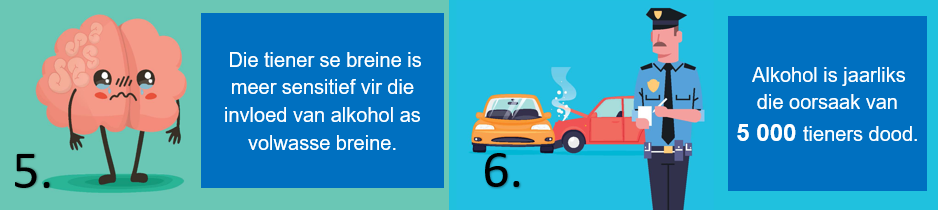 5.
Die tiener se breine is
meer sensitief vir die
invloed van alkohol as
volwasse breine.
6.
Alkohol is jaarliks
die oorsaak van
5 000 tieners dood.